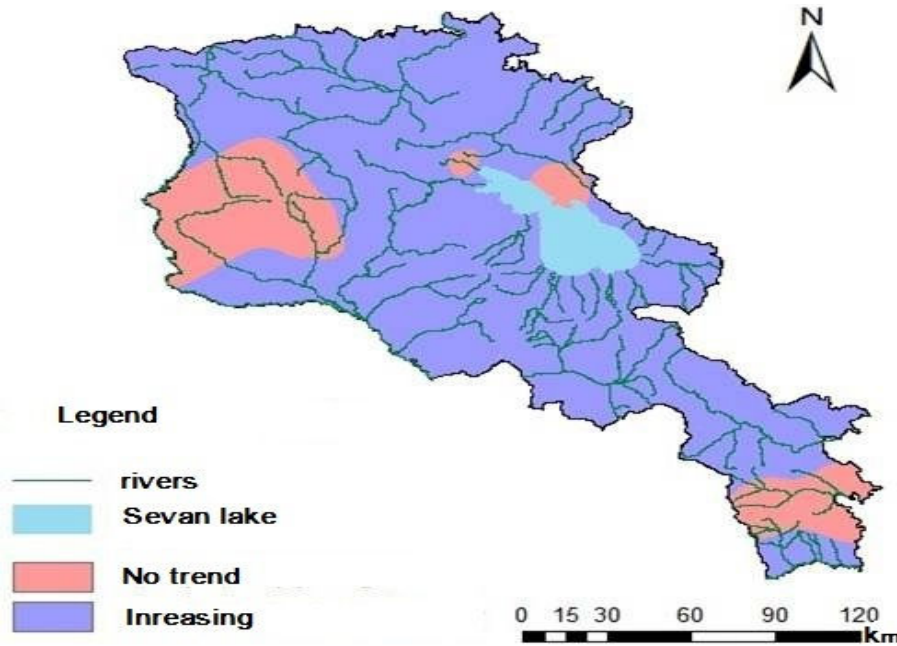 N
Legend
rivers
Sevan lake
No trend
Inreasing
0 15 30 60 90 120
km